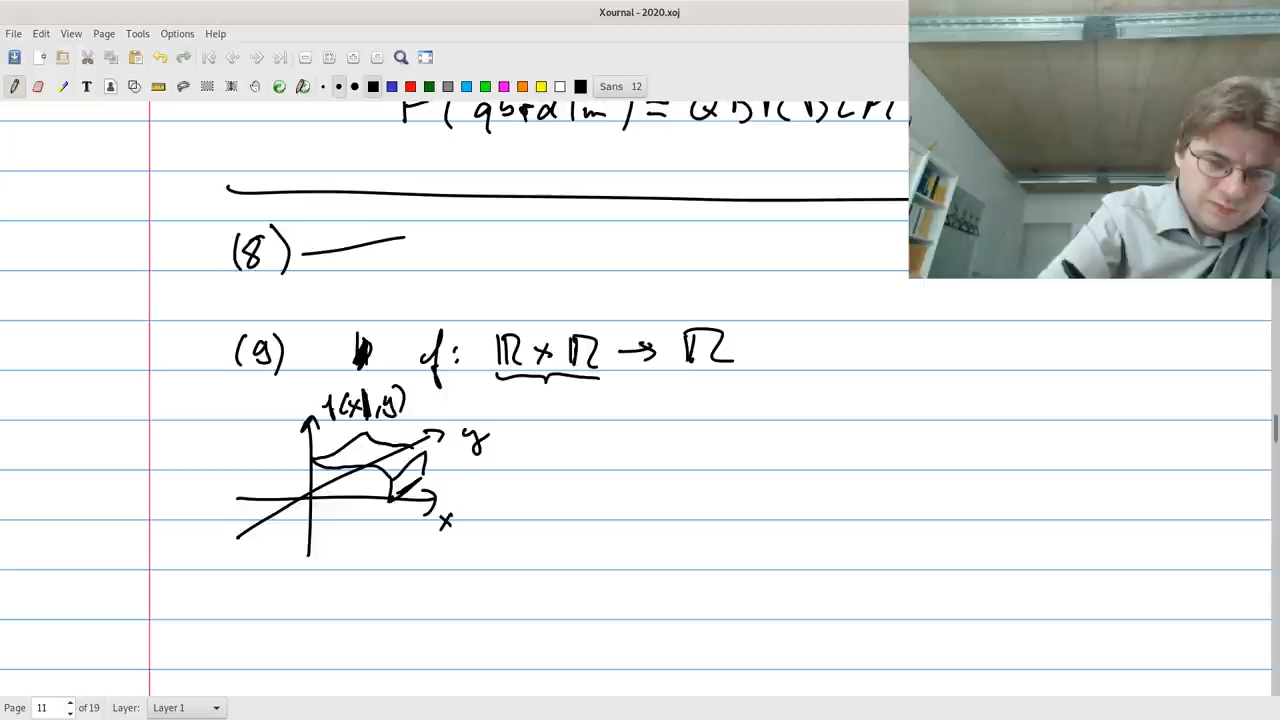 Xournal - 2020.xoj
File Edit View Page Tools Options Help
T Sans 12
(8)
(9) f: ℝ × ℝ → ℝ
f(x,y)
y
x
Page 11 of 19 Layer: Layer 1